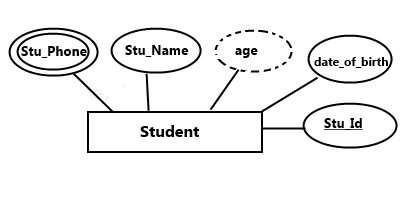 Stu_Phone
Stu_Name
age
date_of_birth
Student
Stu_Id